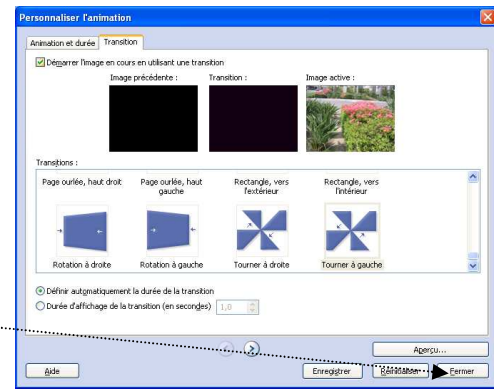 Personnaliser l'animation
Animation et durée
Transition
Démarrer l'image en cours en utilisant une transition
Image précédente :
Transition :
Image active :
Transitions :
Page ourlée, haut droit
Page ourlée, haut
gauche
Rectangle, vers
l'extérieur
Rectangle, vers
l'intérieur
Rotation à droite
Rotation à gauche
Tourner à droite
Tourner à gauche
Définir automatiquement la durée de la transition
Durée d'affichage de la transition (en secondes)
1,0
Aperçu...
Aide
Enregistrer
Réinitialiser
Fermer